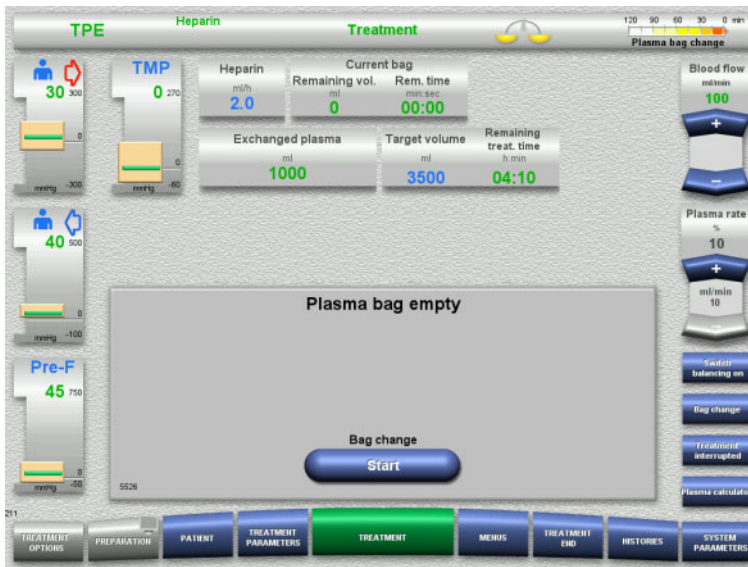 TPE
Heparin
Treatment
120 90 60 30 0 min
Plasma bag change
30 300
0
-300
mmHg
TMP
0 270
0
-60
mmHg
Heparin
ml/h
2.0
Current bag
Remaining vol. Rem. time
ml min:sec
0 00:00
Exchanged plasma
ml
1000
Target volume
ml
3500
Remaining
treat. time
h:min
04:10
Blood flow
ml/min
100
+
–
40 500
0
-100
mmHg
Plasma rate
%
10
+
ml/min
10
–
Pre-F
45 750
0
-50
mmHg
Plasma bag empty
Bag change
Start
5526
Switch
balancing on
Bag change
Treatment
interrupted
Plasma calculato
211
TREATMENT
OPTIONS
PREPARATION
PATIENT
TREATMENT
PARAMETERS
TREATMENT
MENUS
TREATMENT
END
HISTORIES
SYSTEM
PARAMETERS